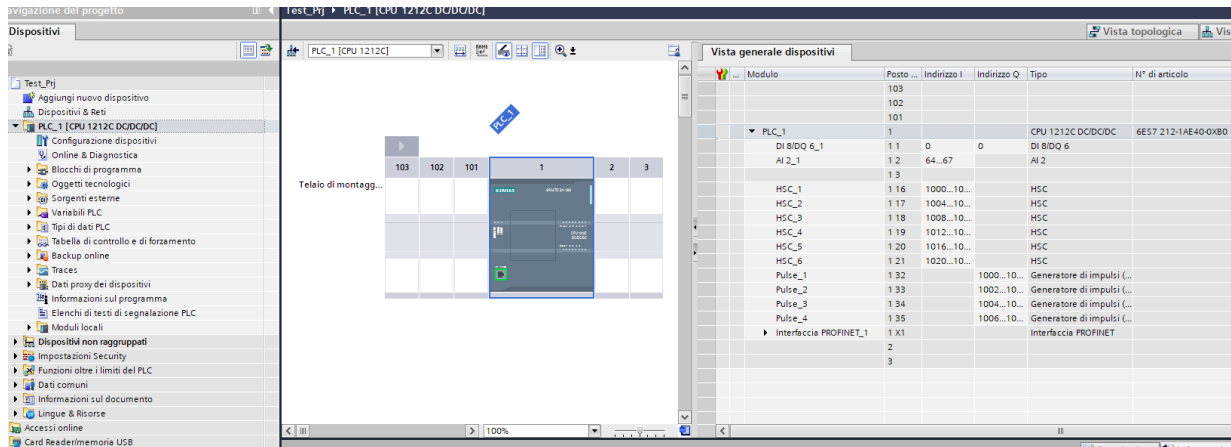 avigazione del progetto
Test_Prj ▸ PLC_1 [CPU 1212C DC/DC/DC]
Dispositivi
Vista topologica
Vis
PLC_1 [CPU 1212C]
Vista generale dispositivi
... Modulo Posto ... Indirizzo I Indirizzo Q Tipo N° di articolo
Test_Prj
Aggiungi nuovo dispositivo
Dispositivi & Reti
PLC_1 [CPU 1212C DC/DC/DC]
Configurazione dispositivi
Online & Diagnostica
Blocchi di programma
Oggetti tecnologici
Sorgenti esterne
Variabili PLC
Tipi di dati PLC
Tabella di controllo e di forzamento
Backup online
Traces
Dati proxy dei dispositivi
Informazioni sul programma
Elenchi di testi di segnalazione PLC
Moduli locali
Dispositivi non raggruppati
Impostazioni Security
Funzioni oltre i limiti del PLC
Dati comuni
Informazioni sul documento
Lingue & Risorse
Accessi online
Card Reader/memoria USB
PLC_1
103 102 101 1 2 3
Telaio di montagg...
SIEMENS
100%
103
102
101
PLC_1 1 CPU 1212C DC/DC/DC 6ES7 212-1AE40-0XB0
DI 8/DQ 6_1 1 1 0 0 DI 8/DQ 6
AI 2_1 1 2 64...67 AI 2
1 3
HSC_1 1 16 1000...10... HSC
HSC_2 1 17 1004...10... HSC
HSC_3 1 18 1008...10... HSC
HSC_4 1 19 1012...10... HSC
HSC_5 1 20 1016...10... HSC
HSC_6 1 21 1020...10... HSC
Pulse_1 1 32 1000...10... Generatore di impulsi (...
Pulse_2 1 33 1002...10... Generatore di impulsi (...
Pulse_3 1 34 1004...10... Generatore di impulsi (...
Pulse_4 1 35 1006...10... Generatore di impulsi (...
Interfaccia PROFINET_1 1 X1 Interfaccia PROFINET
2
3